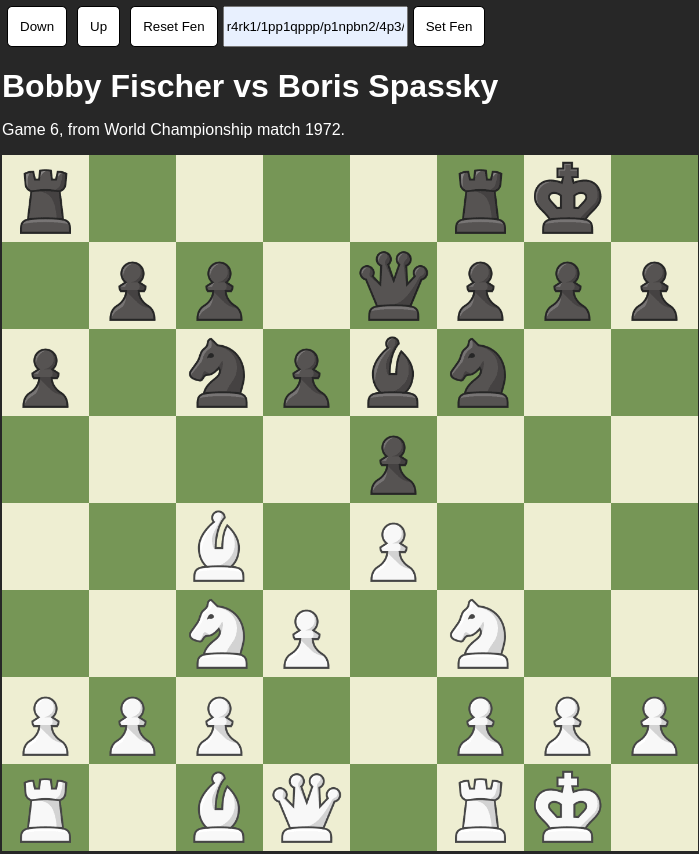 Down Up Reset Fen r4rk1/1pp1qppp/p1npbn2/4p3/ Set Fen
Bobby Fischer vs Boris Spassky
Game 6, from World Championship match 1972.